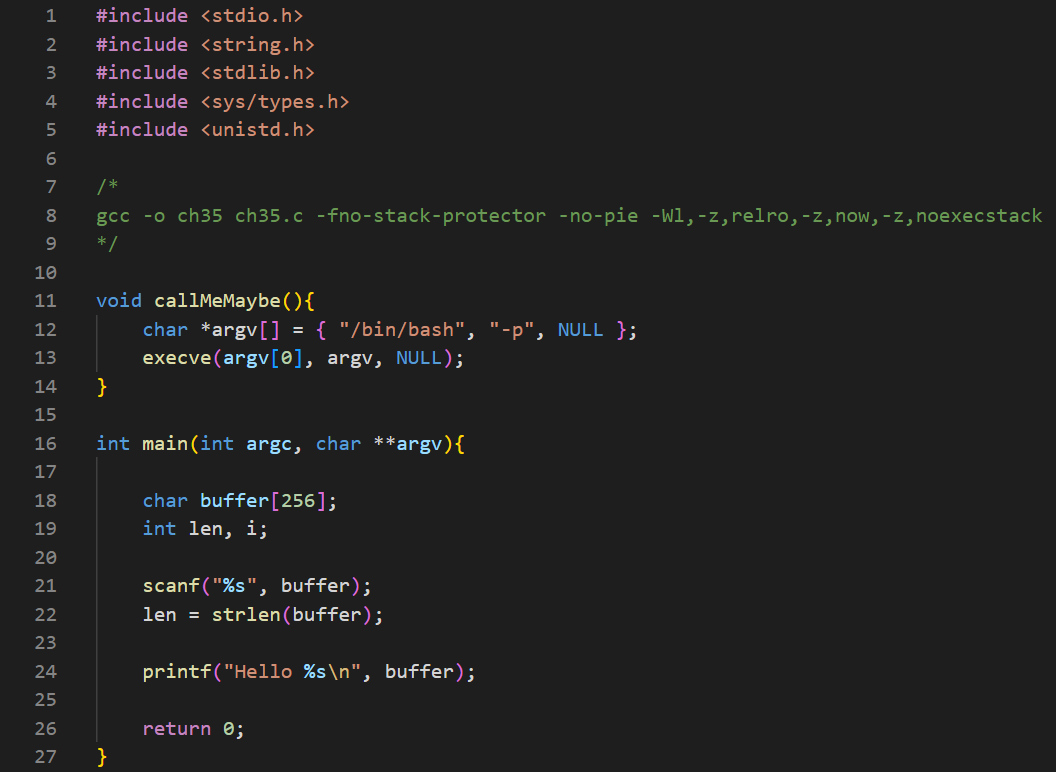 1 #include <stdio.h>
2 #include <string.h>
3 #include <stdlib.h>
4 #include <sys/types.h>
5 #include <unistd.h>
6
7 /*
8 gcc -o ch35 ch35.c -fno-stack-protector -no-pie -Wl,-z,relro,-z,now,-z,noexecstack
9 */
10
11 void callMeMaybe(){
12     char *argv[] = { "/bin/bash", "-p", NULL };
13     execve(argv[0], argv, NULL);
14 }
15
16 int main(int argc, char **argv){
17
18     char buffer[256];
19     int len, i;
20
21     scanf("%s", buffer);
22     len = strlen(buffer);
23
24     printf("Hello %s\n", buffer);
25
26     return 0;
27 }